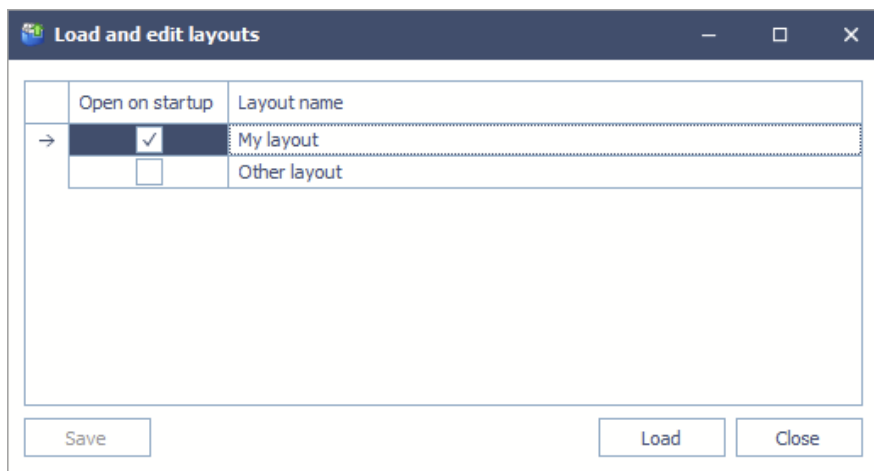 Load and edit layouts
Open on startup Layout name
My layout
Other layout
Save Load Close